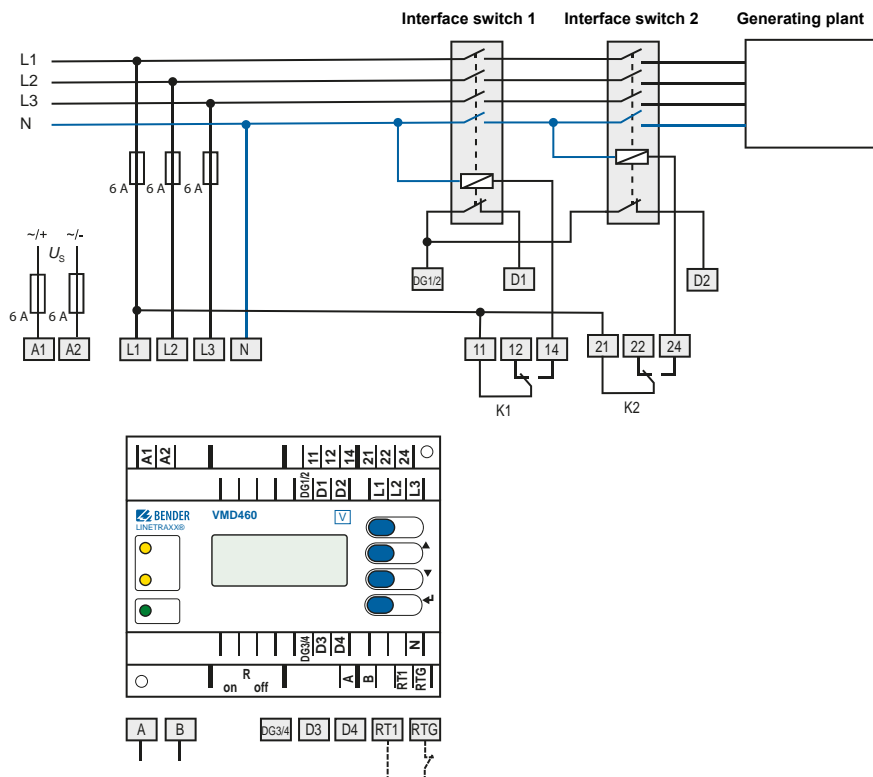 Interface switch 1 Interface switch 2 Generating plant
L1
L2
L3
N
6 A 6 A 6 A
~/+ ~/-
US
DG1/2 D1 D2
6 A 6 A
A1 A2 L1 L2 L3 N 11 12 14 21 22 24
K1 K2
A1 A2 11 12 14 21 22 24
DG1/2 D1 D2 L1 L2 L3
BENDER VMD460 V
LINETRAXX®
DG3/4 D3 D4 N
R
on off A B RT1 RTG
A B DG3/4 D3 D4 RT1 RTG